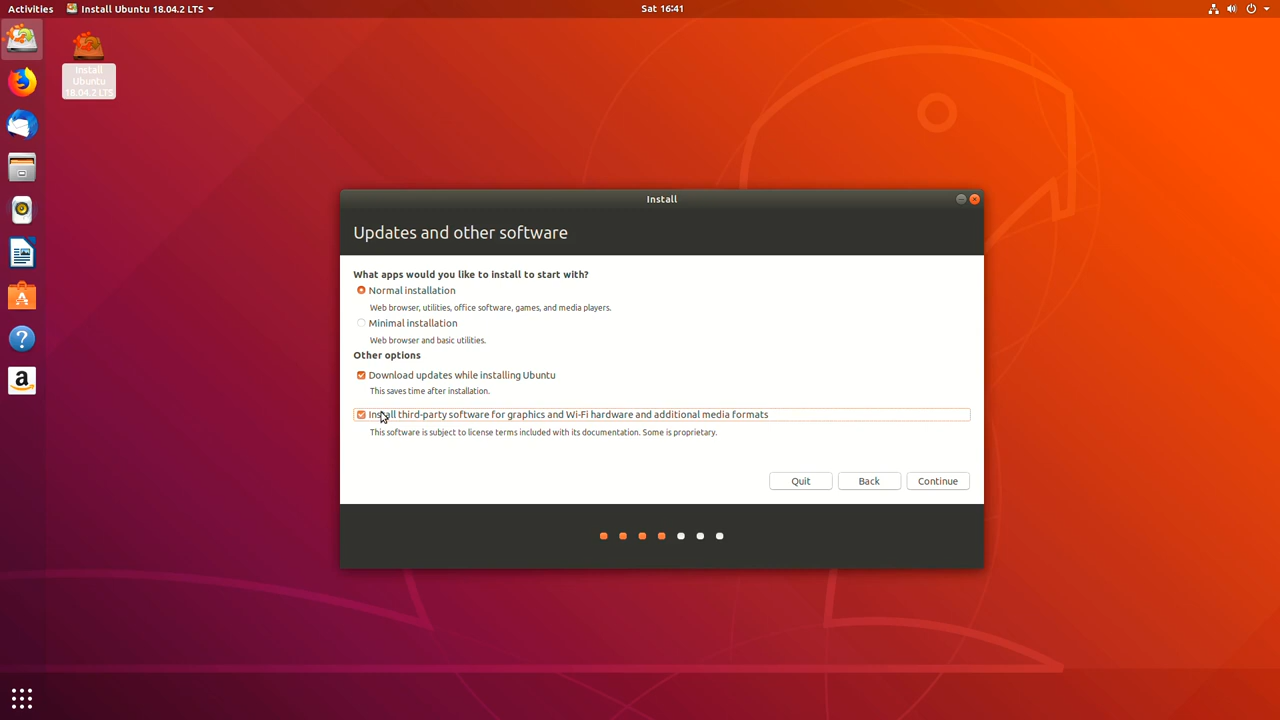 Activities
Install Ubuntu 18.04.2 LTS
Sat 16:41
Install
Ubuntu
18.04.2 LTS
Install
Updates and other software
What apps would you like to install to start with?
Normal installation
Web browser, utilities, office software, games, and media players.
Minimal installation
Web browser and basic utilities.
Other options
Download updates while installing Ubuntu
This saves time after installation.
Install third-party software for graphics and Wi-Fi hardware and additional media formats
This software is subject to license terms included with its documentation. Some is proprietary.
Quit
Back
Continue